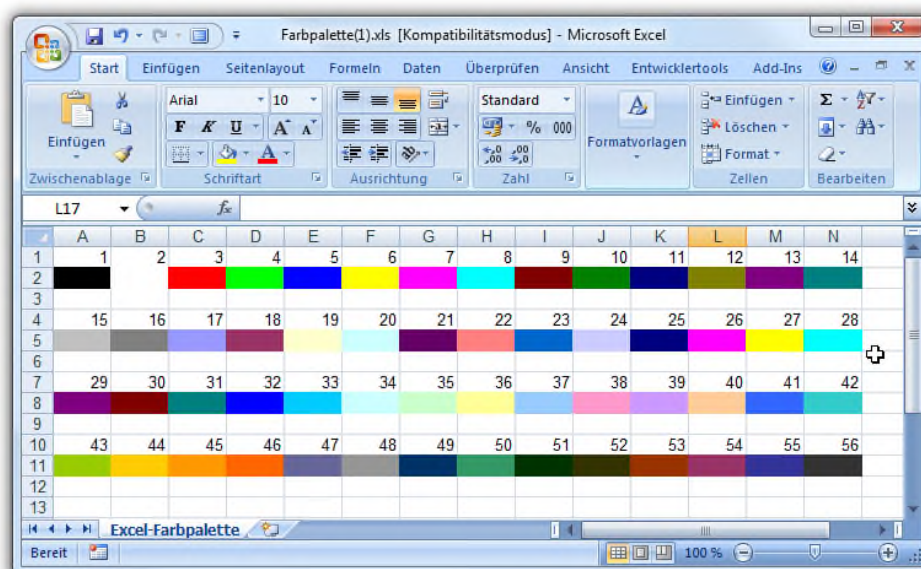 Farbpalette(1).xls [Kompatibilitätsmodus] - Microsoft Excel
Start Einfügen Seitenlayout Formeln Daten Überprüfen Ansicht Entwicklertools Add-Ins
Arial 10 Standard Einfügen Σ
Einfügen F K U A A % 000 Formatvorlagen Löschen
A Format
Zwischenablage Schriftart Ausrichtung Zahl Zellen Bearbeiten
L17 fx
A B C D E F G H I J K L M N
1 1 2 3 4 5 6 7 8 9 10 11 12 13 14
2
3
4 15 16 17 18 19 20 21 22 23 24 25 26 27 28
5
6
7 29 30 31 32 33 34 35 36 37 38 39 40 41 42
8
9
10 43 44 45 46 47 48 49 50 51 52 53 54 55 56
11
12
13
Excel-Farbpalette
Bereit 100 %